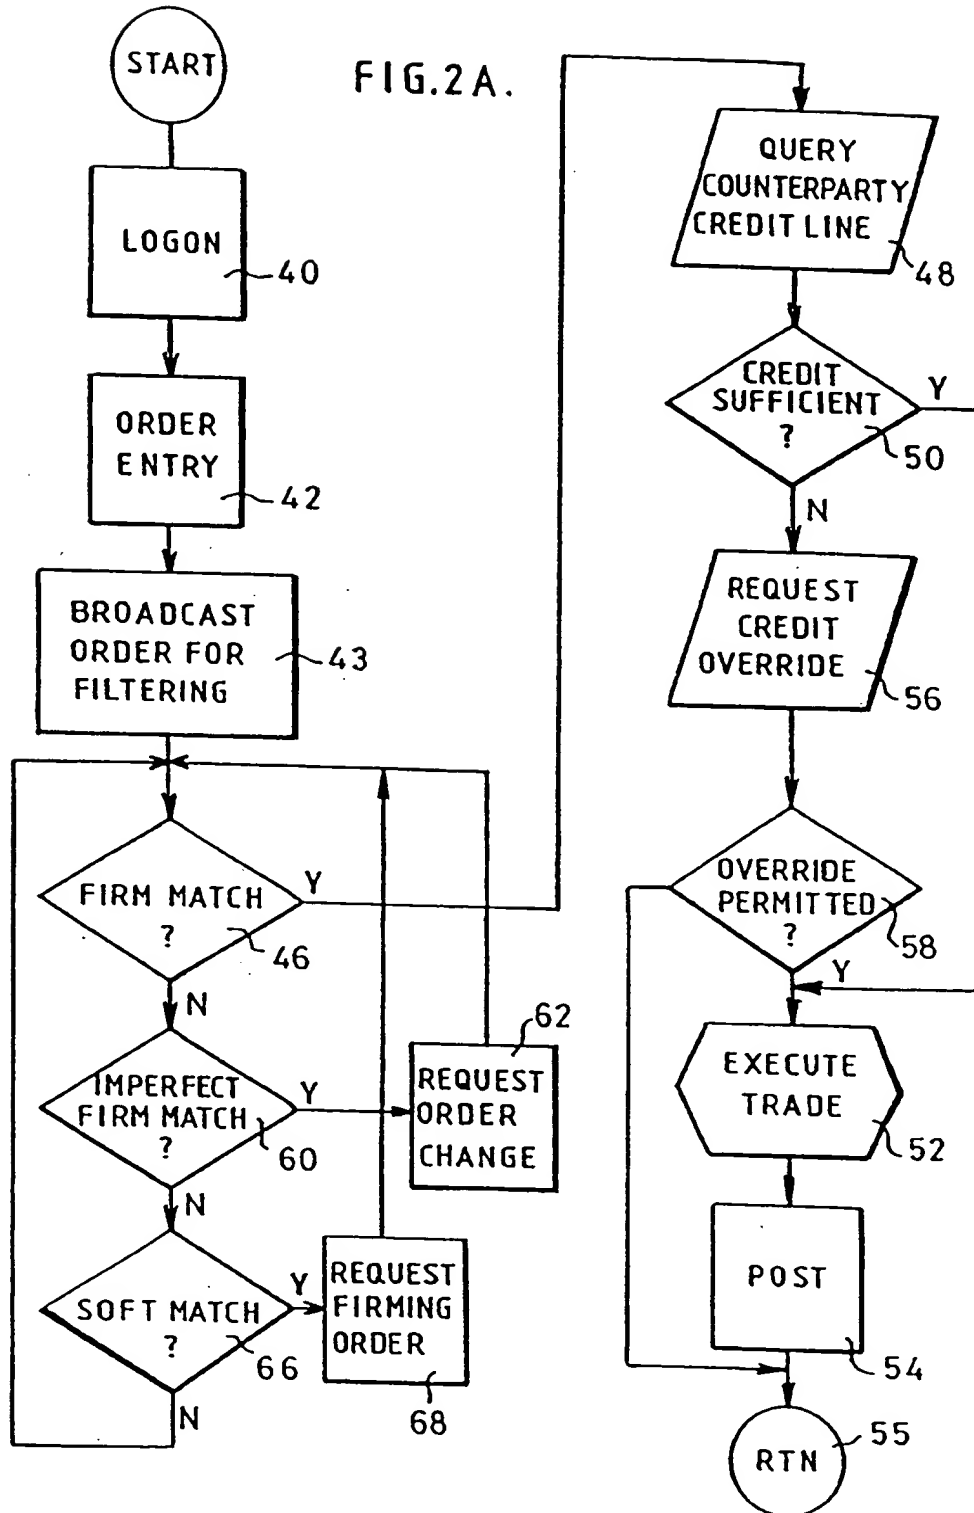 START
FIG.2A.
LOGON
40
ORDER
ENTRY
42
BROADCAST
ORDER FOR
FILTERING
43
FIRM MATCH
?
46
Y
N
IMPERFECT
FIRM MATCH
?
60
Y
N
62
REQUEST
ORDER
CHANGE
SOFT MATCH
?
66
Y
N
REQUEST
FIRMING
ORDER
68
QUERY
COUNTERPARTY
CREDIT LINE
48
CREDIT
SUFFICIENT
?
50
Y
N
REQUEST
CREDIT
OVERRIDE
56
OVERRIDE
PERMITTED
?
58
Y
EXECUTE
TRADE
52
POST
54
RTN
55